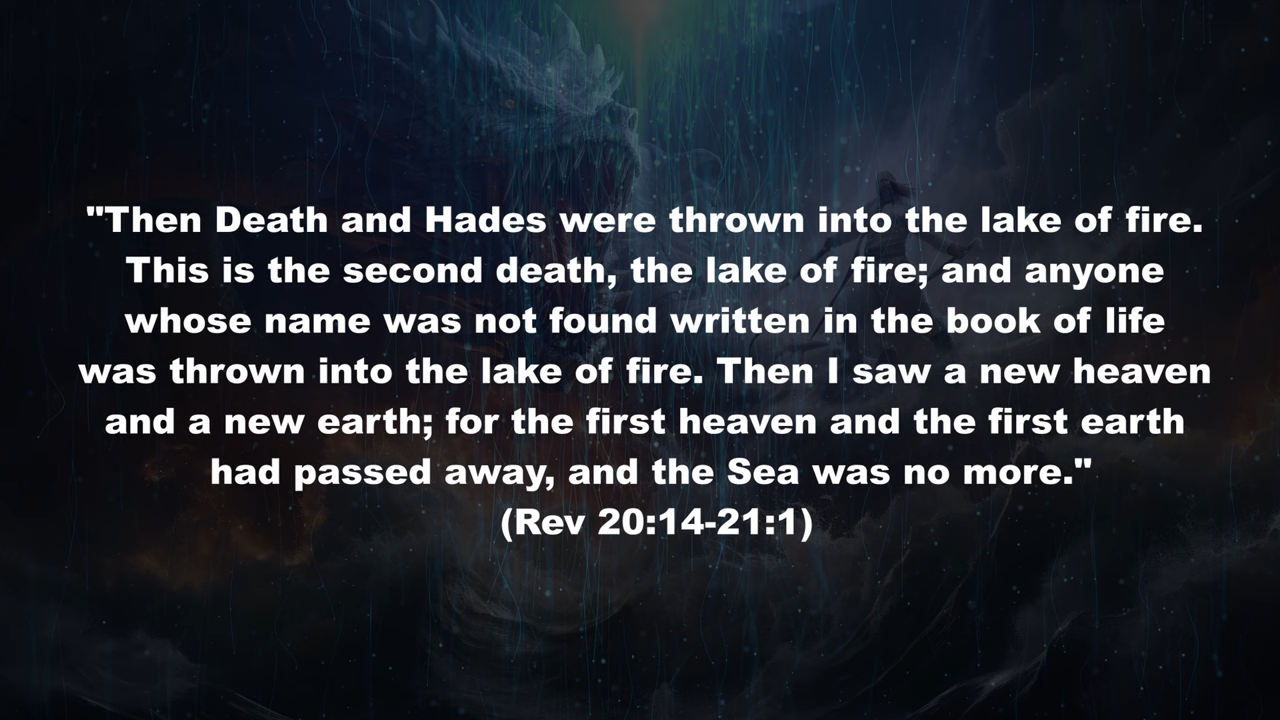 "Then Death and Hades were thrown into the lake of fire.
This is the second death, the lake of fire; and anyone
whose name was not found written in the book of life
was thrown into the lake of fire. Then I saw a new heaven
and a new earth; for the first heaven and the first earth
had passed away, and the Sea was no more."
(Rev 20:14-21:1)